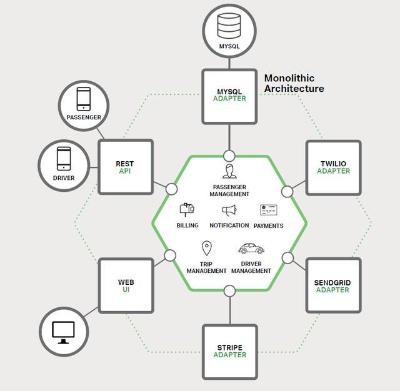 MYSQL
Monolithic
Architecture
MYSQL
ADAPTER
PASSENGER
DRIVER
REST
API
TWILIO
ADAPTER
PASSENGER
MANAGEMENT
BILLING
NOTIFICATION
PAYMENTS
TRIP
MANAGEMENT
DRIVER
MANAGEMENT
WEB
UI
SENDGRID
ADAPTER
STRIPE
ADAPTER